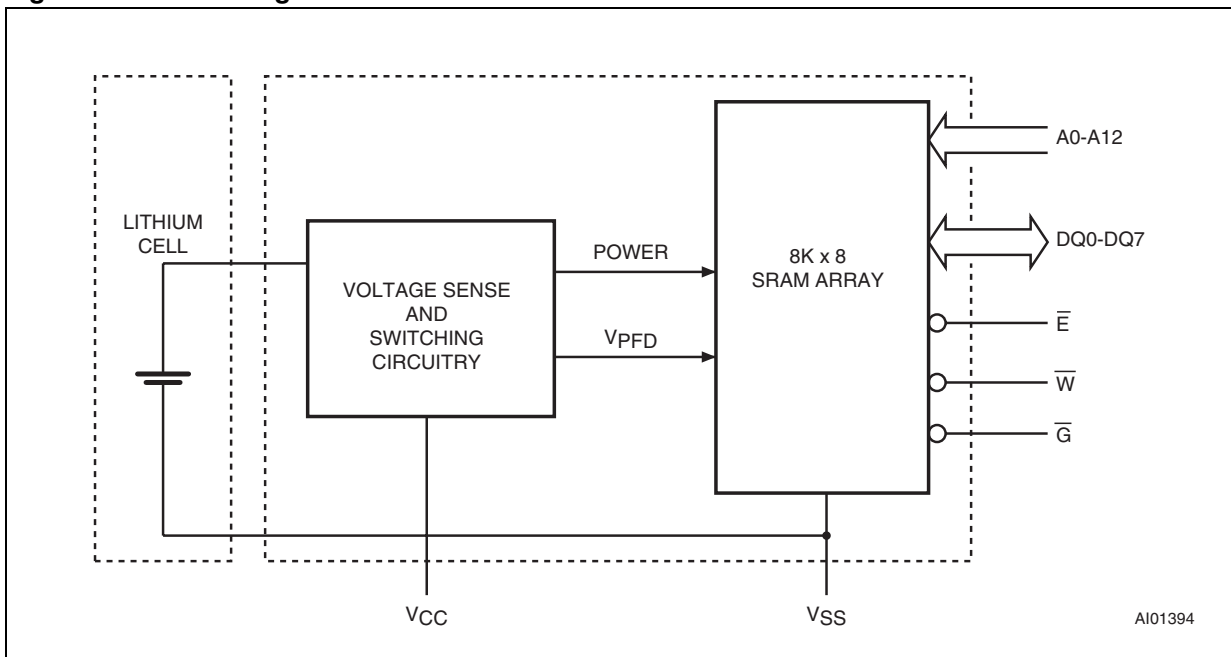 LITHIUM
CELL
VOLTAGE SENSE
AND
SWITCHING
CIRCUITRY
POWER
VPFD
8K x 8
SRAM ARRAY
A0-A12
DQ0-DQ7
E̅
W̅
G̅
VCC
VSS
AI01394